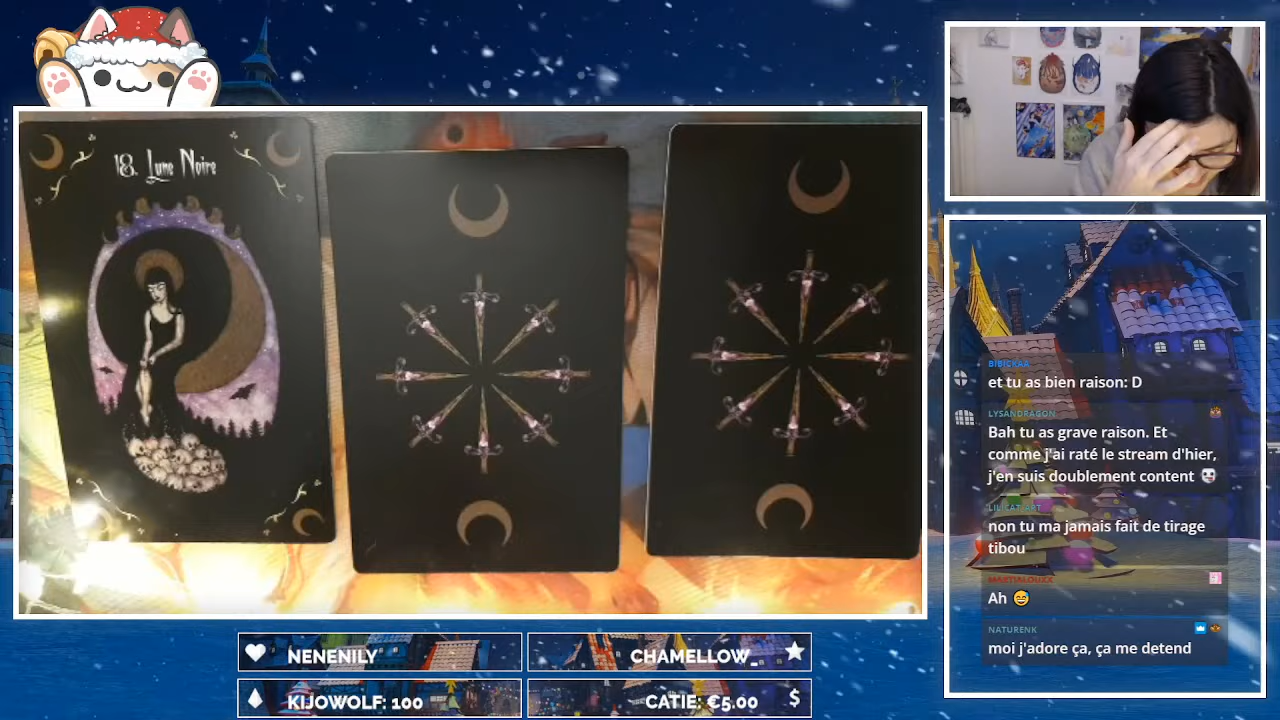 18. Lune Noire
BIBICKAA
et tu as bien raison: D
LYSANDRAGON
Bah tu as grave raison. Et
comme j'ai raté le stream d'hier,
j'en suis doublement content
LILICAT_ART
non tu ma jamais fait de tirage
tibou
MARTIALOUXX
Ah 😅
NATURENK
moi j'adore ça, ça me detend
NENENILY
CHAMELLOW_
KIJOWOLF: 100
CATIE: €5.00 $